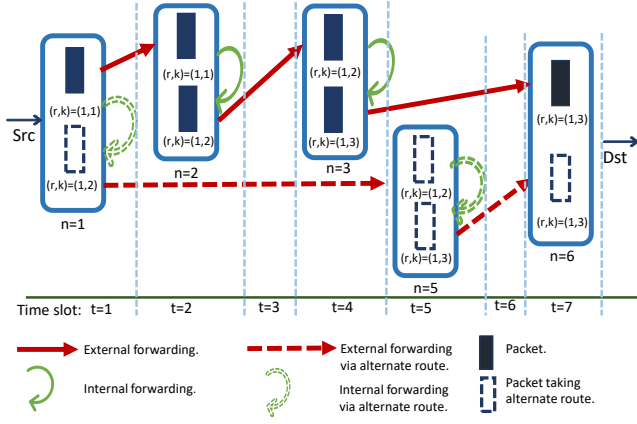 (r,k)=(1,1)
(r,k)=(1,2)
n=1
Src
(r,k)=(1,1)
(r,k)=(1,2)
n=2
(r,k)=(1,2)
(r,k)=(1,3)
n=3
(r,k)=(1,2)
(r,k)=(1,3)
n=5
(r,k)=(1,3)
(r,k)=(1,3)
n=6
Dst
Time slot: t=1 t=2 t=3 t=4 t=5 t=6 t=7
External forwarding.
Internal forwarding.
External forwarding
via alternate route.
Internal forwarding
via alternate route.
Packet.
Packet taking
alternate route.